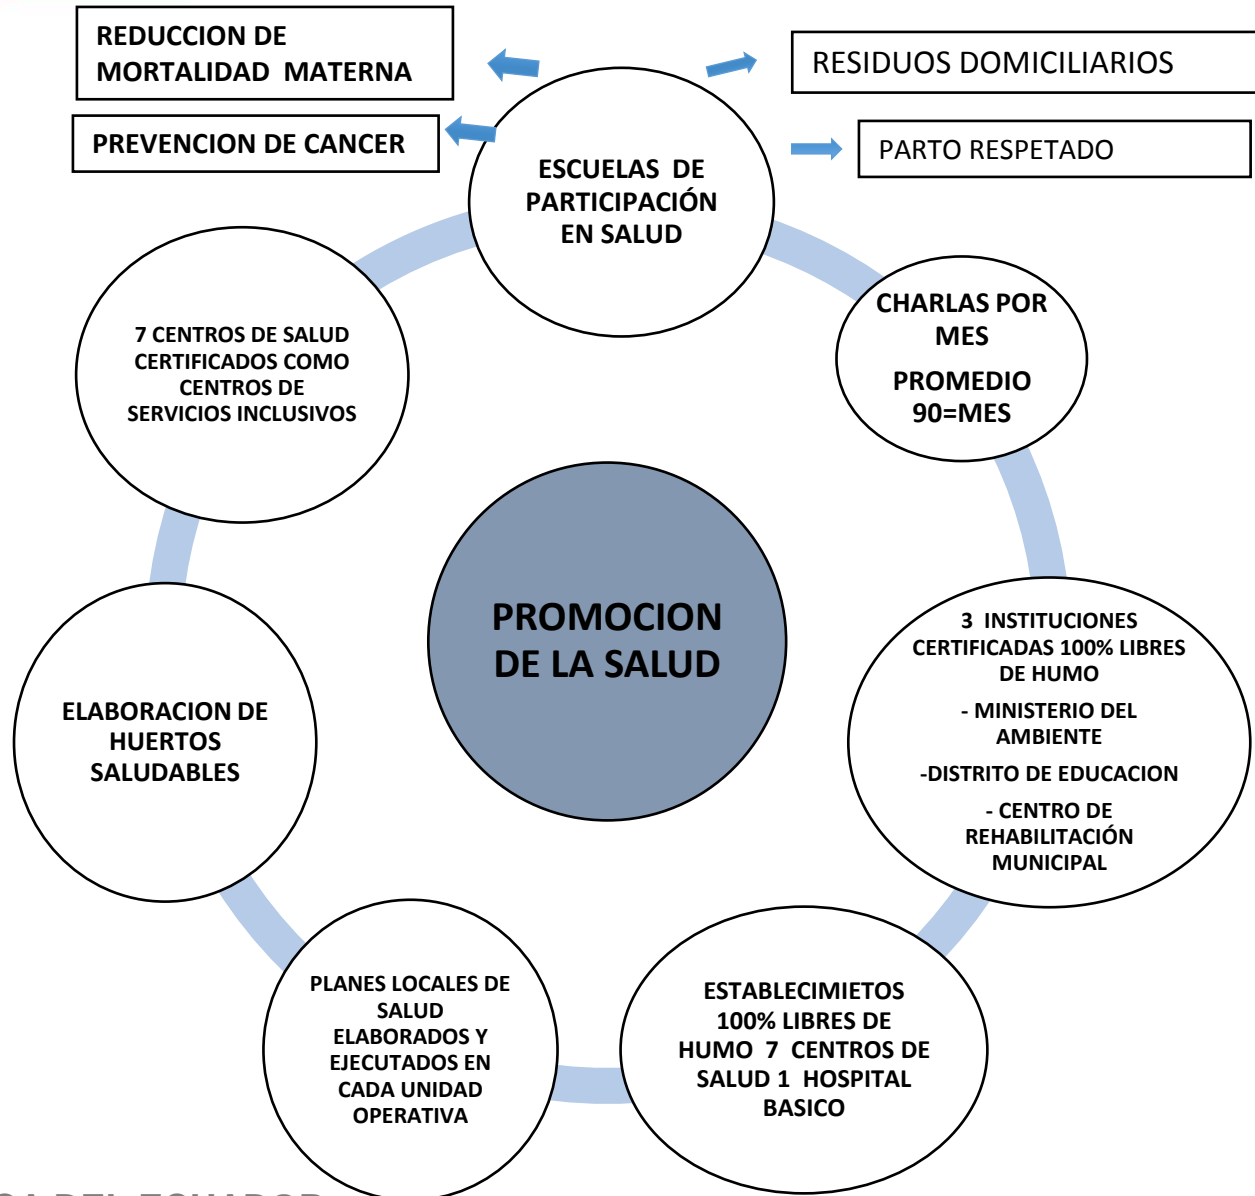 REDUCCION DE
MORTALIDAD MATERNA
RESIDUOS DOMICILIARIOS
PREVENCION DE CANCER
PARTO RESPETADO
ESCUELAS DE
PARTICIPACIÓN
EN SALUD
CHARLAS POR
MES
PROMEDIO
90=MES
7 CENTROS DE SALUD
CERTIFICADOS COMO
CENTROS DE
SERVICIOS INCLUSIVOS
PROMOCION
DE LA SALUD
3 INSTITUCIONES
CERTIFICADAS 100% LIBRES
DE HUMO
- MINISTERIO DEL
AMBIENTE
-DISTRITO DE EDUCACION
- CENTRO DE
REHABILITACIÓN
MUNICIPAL
ELABORACION DE
HUERTOS
SALUDABLES
PLANES LOCALES DE
SALUD
ELABORADOS Y
EJECUTADOS EN
CADA UNIDAD
OPERATIVA
ESTABLECIMIETOS
100% LIBRES DE
HUMO 7 CENTROS DE
SALUD 1 HOSPITAL
BASICO
DEL ECUADOR